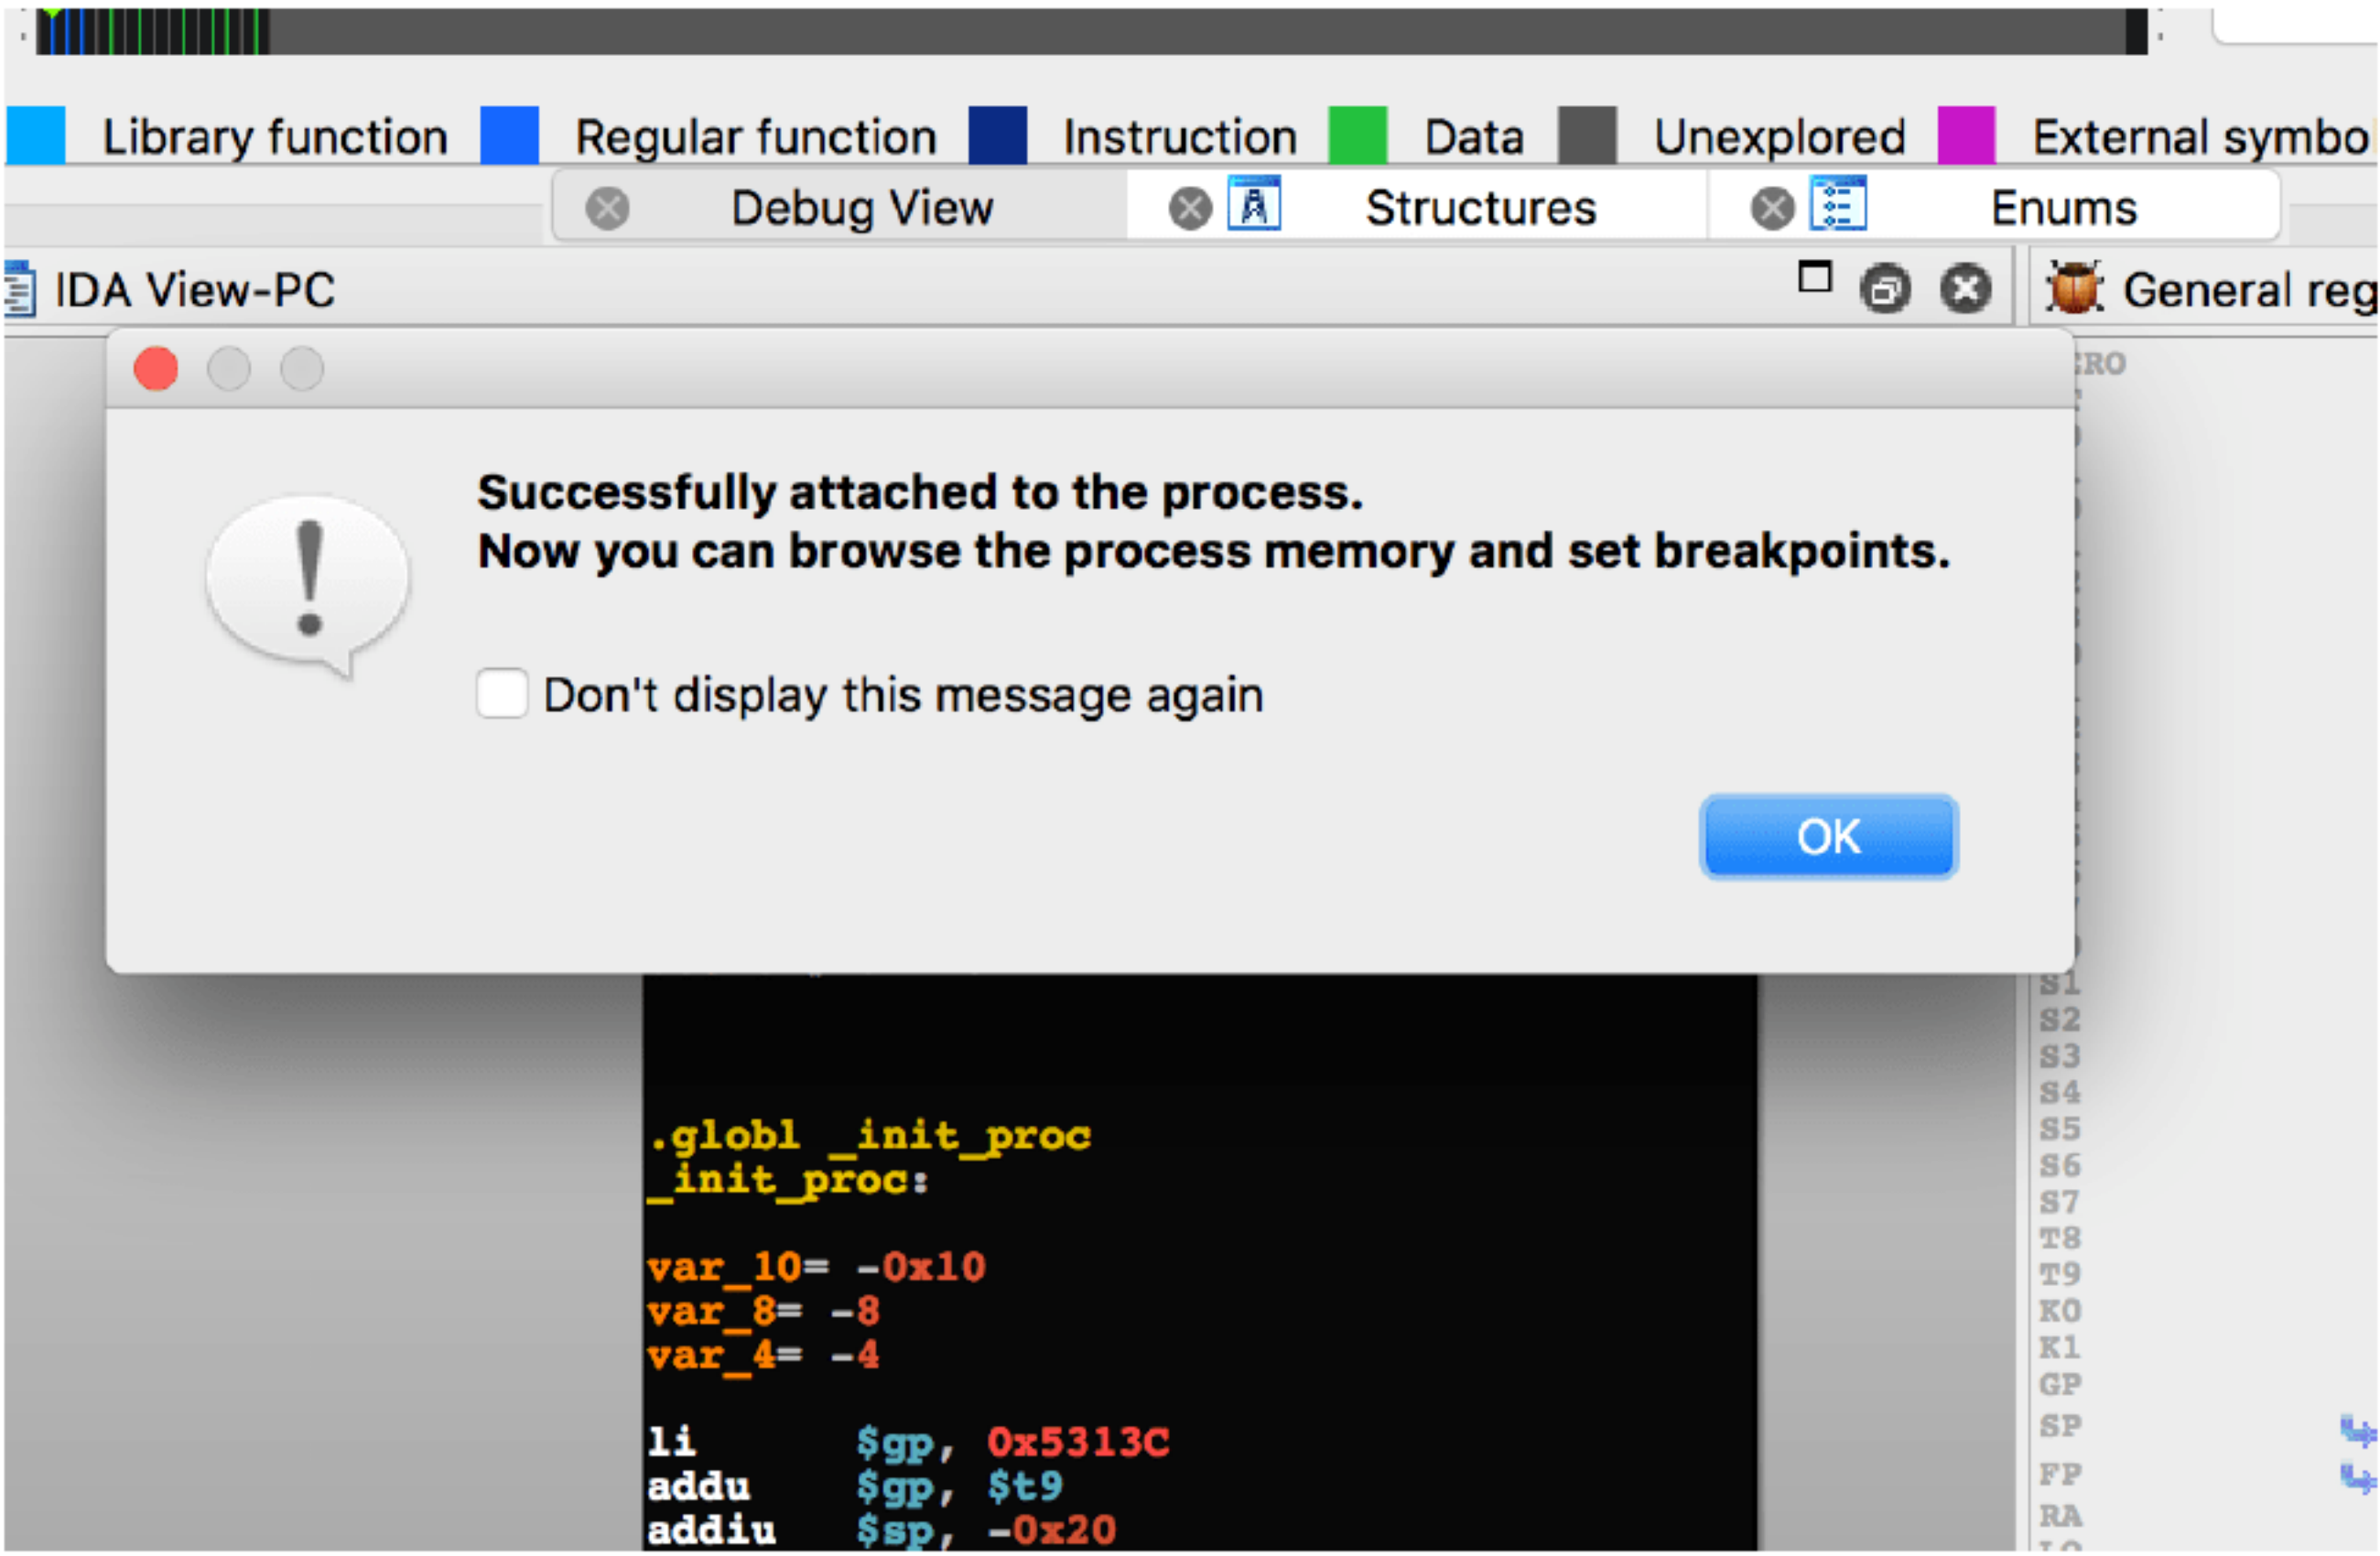 Library function Regular function Instruction Data Unexplored External symbo
Debug View Structures Enums
IDA View-PC General reg
Successfully attached to the process.
Now you can browse the process memory and set breakpoints.
Don't display this message again
OK
S1
S2
S3
S4
.globl _init_proc
S5
_init_proc:
S6
S7
T8
var_10= -0x10
T9
var_8= -8
K0
var_4= -4
K1
GP
li $gp, 0x5313C
SP
addu $gp, $t9
FP
addiu $sp, -0x20
RA